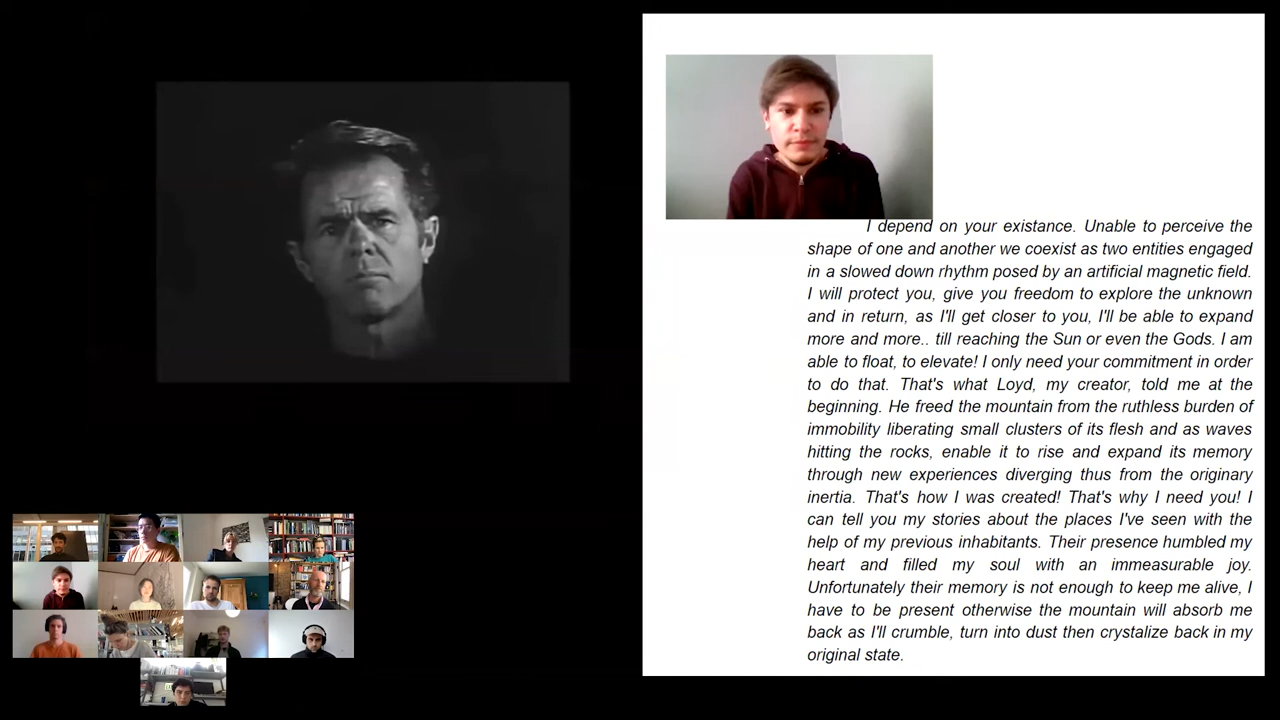 I depend on your existance. Unable to perceive the
shape of one and another we coexist as two entities engaged
in a slowed down rhythm posed by an artificial magnetic field.
I will protect you, give you freedom to explore the unknown
and in return, as I'll get closer to you, I'll be able to expand
more and more.. till reaching the Sun or even the Gods. I am
able to float, to elevate! I only need your commitment in order
to do that. That's what Loyd, my creator, told me at the
beginning. He freed the mountain from the ruthless burden of
immobility liberating small clusters of its flesh and as waves
hitting the rocks, enable it to rise and expand its memory
through new experiences diverging thus from the originary
inertia. That's how I was created! That's why I need you! I
can tell you my stories about the places I've seen with the
help of my previous inhabitants. Their presence humbled my
heart and filled my soul with an immeasurable joy.
Unfortunately their memory is not enough to keep me alive, I
have to be present otherwise the mountain will absorb me
back as I'll crumble, turn into dust then crystalize back in my
original state.